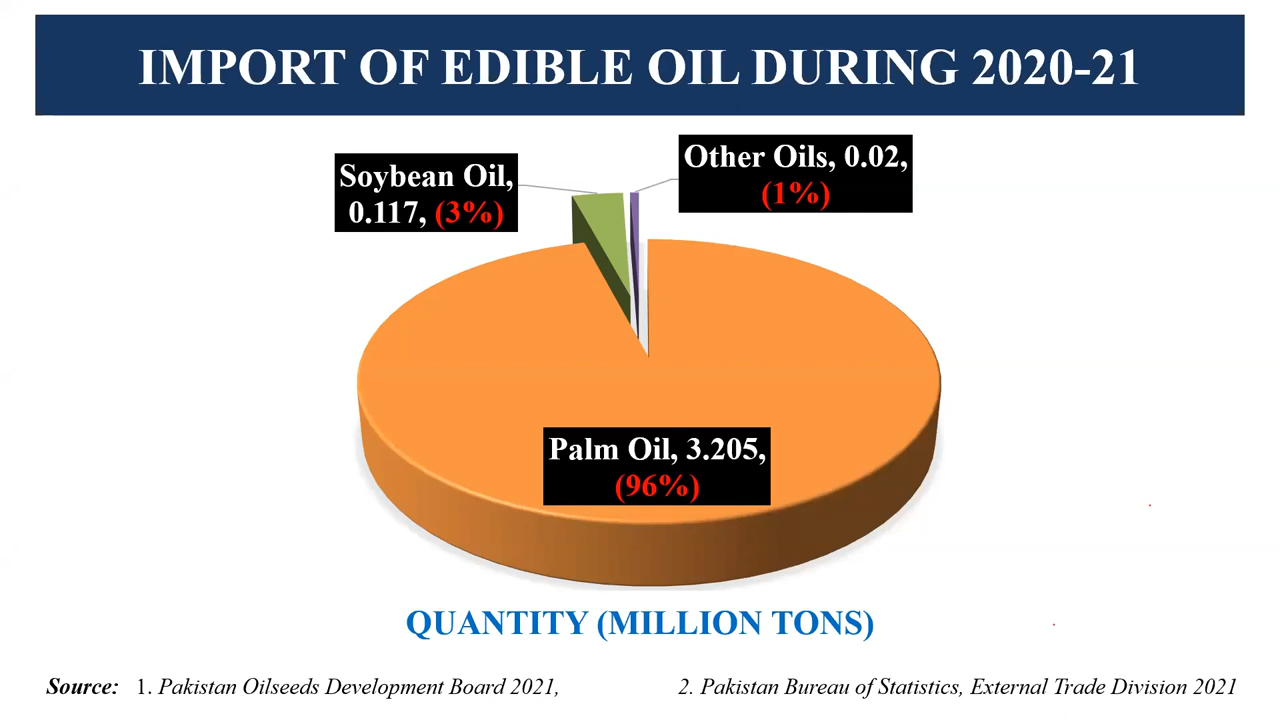 IMPORT OF EDIBLE OIL DURING 2020-21
Soybean Oil,
0.117, (3%)
Other Oils, 0.02,
(1%)
Palm Oil, 3.205,
(96%)
QUANTITY (MILLION TONS)
Source: 1. Pakistan Oilseeds Development Board 2021, 2. Pakistan Bureau of Statistics, External Trade Division 2021